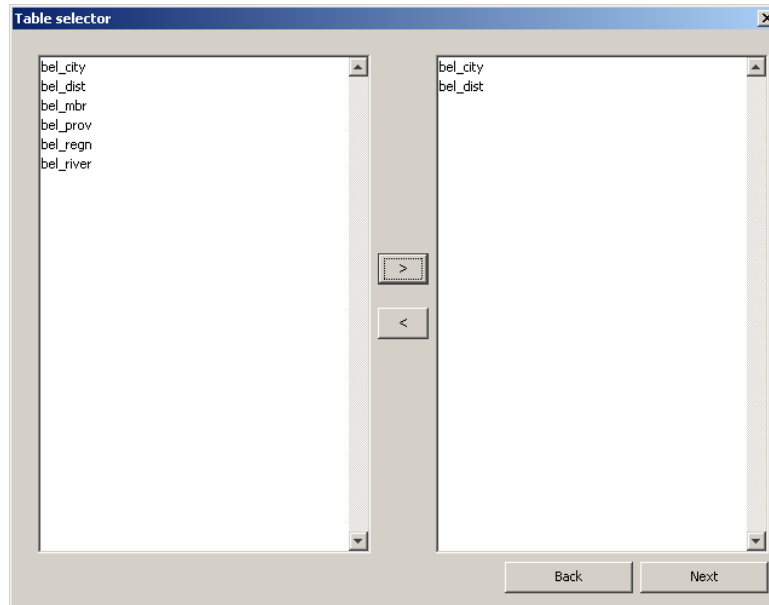 Table selector
bel_city
bel_dist
bel_mbr
bel_prov
bel_regn
bel_river
bel_city
bel_dist
>
<
Back
Next